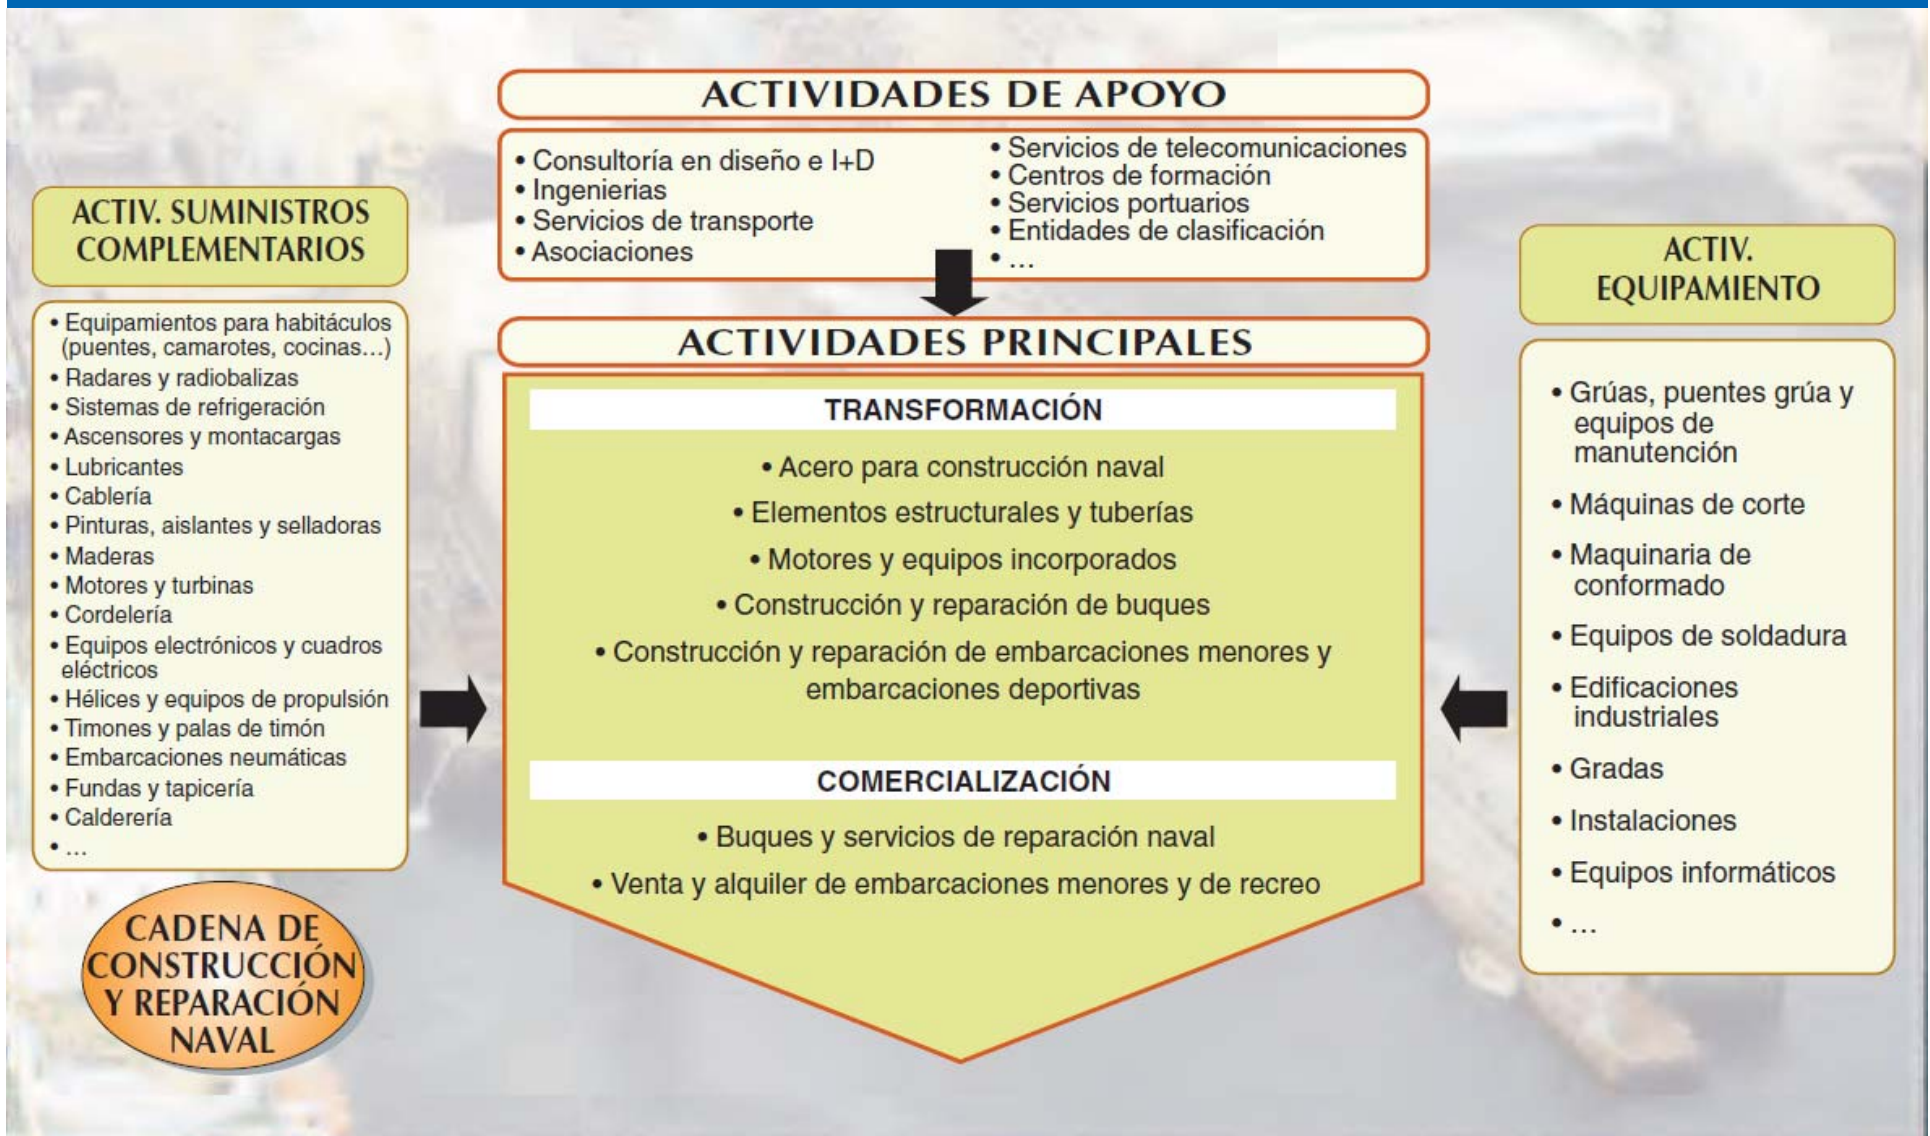 ACTIVIDADES DE APOYO
• Consultoría en diseño e I+D
• Ingenierias
• Servicios de transporte
• Asociaciones
• Servicios de telecomunicaciones
• Centros de formación
• Servicios portuarios
• Entidades de clasificación
• ...
ACTIV. SUMINISTROS
COMPLEMENTARIOS
• Equipamientos para habitáculos
(puentes, camarotes, cocinas...)
• Radares y radiobalizas
• Sistemas de refrigeración
• Ascensores y montacargas
• Lubricantes
• Cablería
• Pinturas, aislantes y selladoras
• Maderas
• Motores y turbinas
• Cordelería
• Equipos electrónicos y cuadros
eléctricos
• Hélices y equipos de propulsión
• Timones y palas de timón
• Embarcaciones neumáticas
• Fundas y tapicería
• Calderería
• ...
ACTIVIDADES PRINCIPALES
TRANSFORMACIÓN
• Acero para construcción naval
• Elementos estructurales y tuberías
• Motores y equipos incorporados
• Construcción y reparación de buques
• Construcción y reparación de embarcaciones menores y
embarcaciones deportivas
COMERCIALIZACIÓN
• Buques y servicios de reparación naval
• Venta y alquiler de embarcaciones menores y de recreo
ACTIV.
EQUIPAMIENTO
• Grúas, puentes grúa y
equipos de
manutención
• Máquinas de corte
• Maquinaria de
conformado
• Equipos de soldadura
• Edificaciones
industriales
• Gradas
• Instalaciones
• Equipos informáticos
• ...
CADENA DE
CONSTRUCCIÓN
Y REPARACIÓN
NAVAL